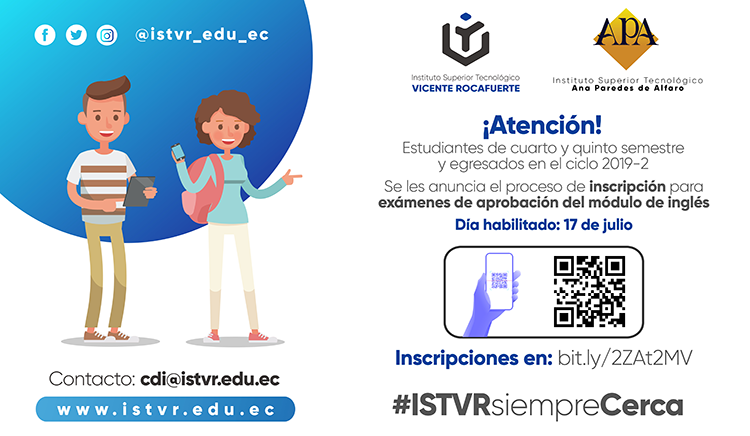 @istvr_edu_ec
Contacto: cdi@istvr.edu.ec
www.istvr.edu.ec
Instituto Superior Tecnológico
VICENTE ROCAFUERTE
APA
Instituto Superior Tecnológico
Ana Paredes de Alfaro
¡Atención!
Estudiantes de cuarto y quinto semestre
y egresados en el ciclo 2019-2
Se les anuncia el proceso de inscripción para
exámenes de aprobación del módulo de inglés
Día habilitado: 17 de julio
Inscripciones en: bit.ly/2ZAt2MV
#ISTVRsiempreCerca